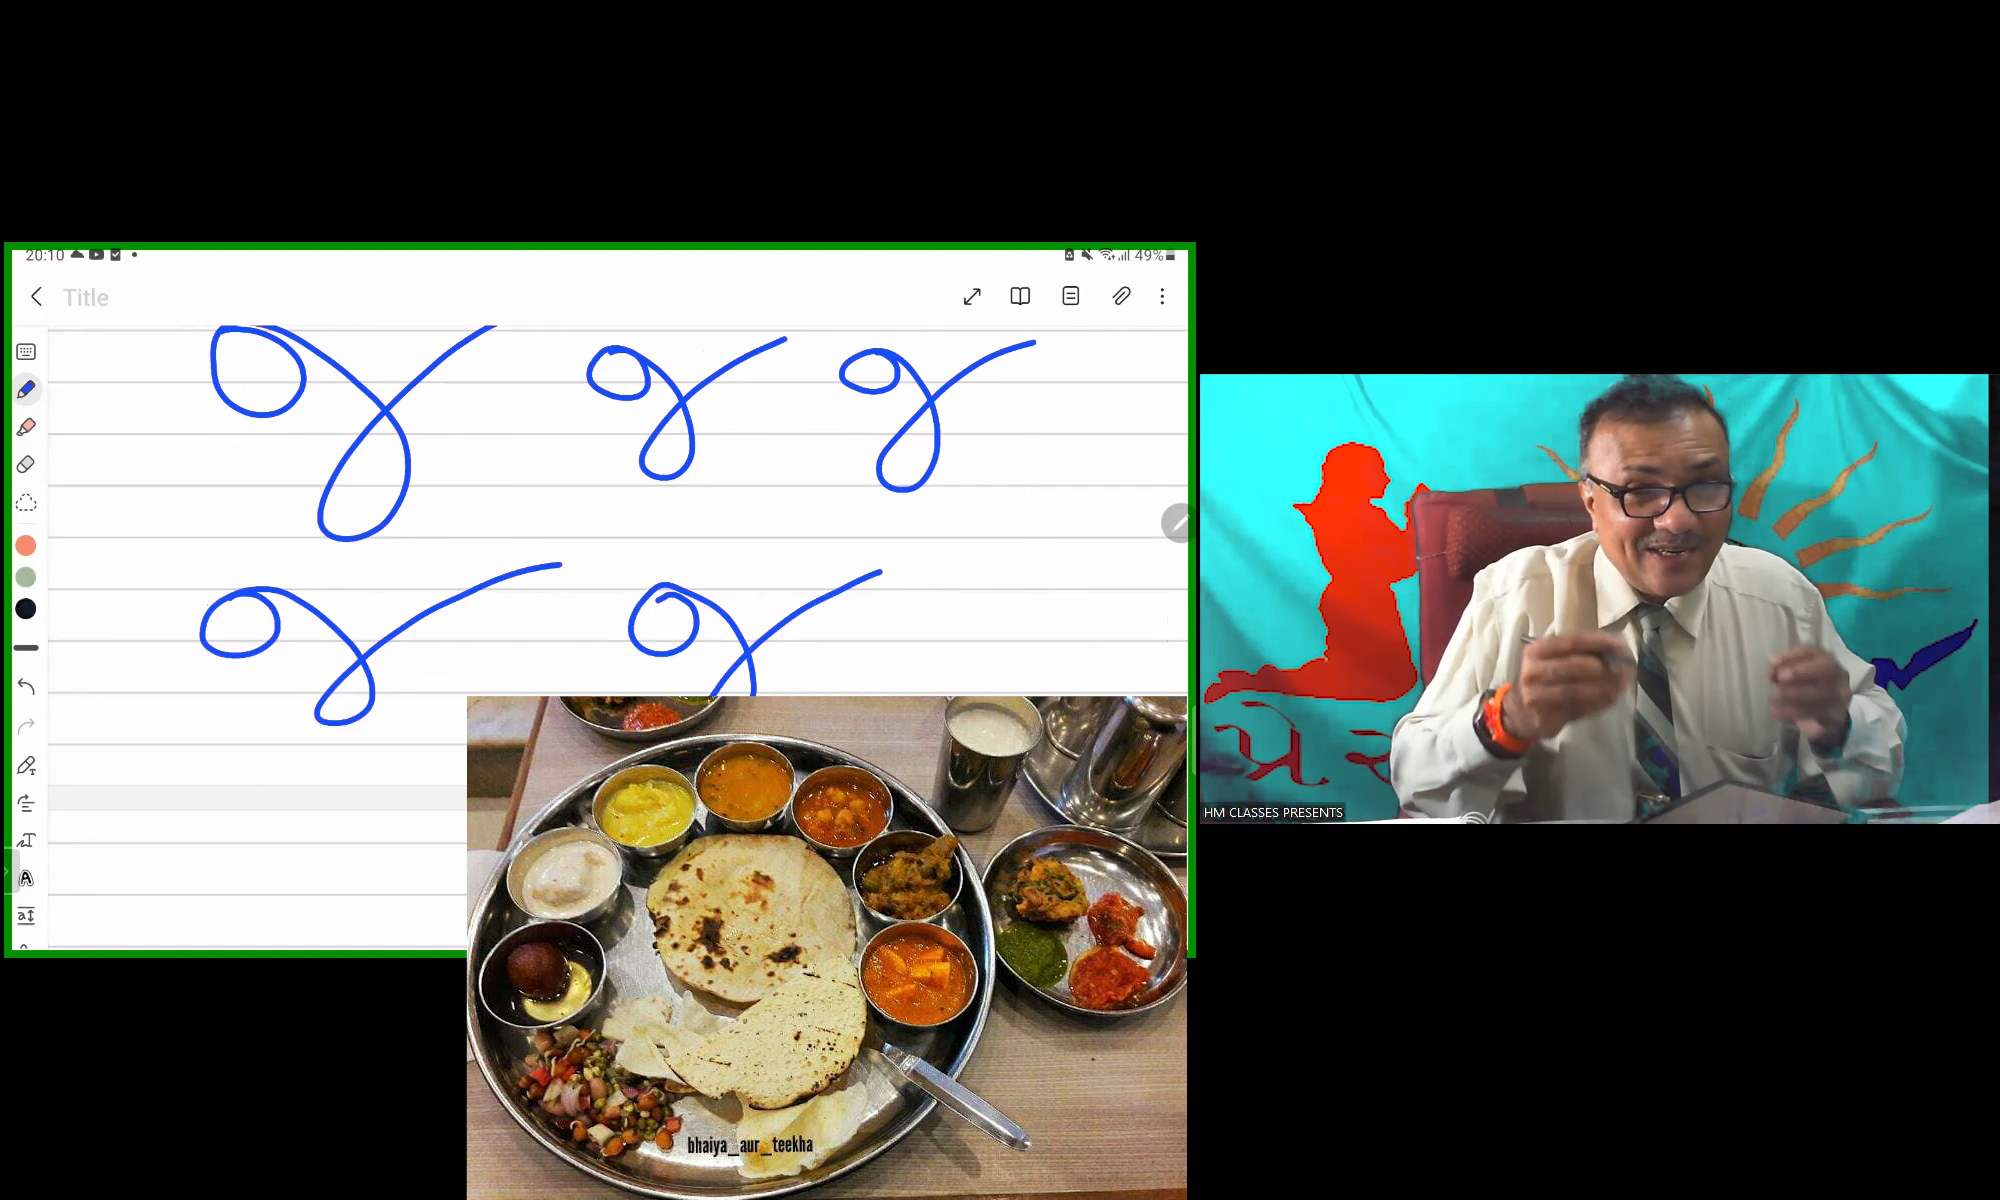 20:10
49%
Title
પ્રેર
HM CLASSES PRESENTS
bhaiya_aur_teekha